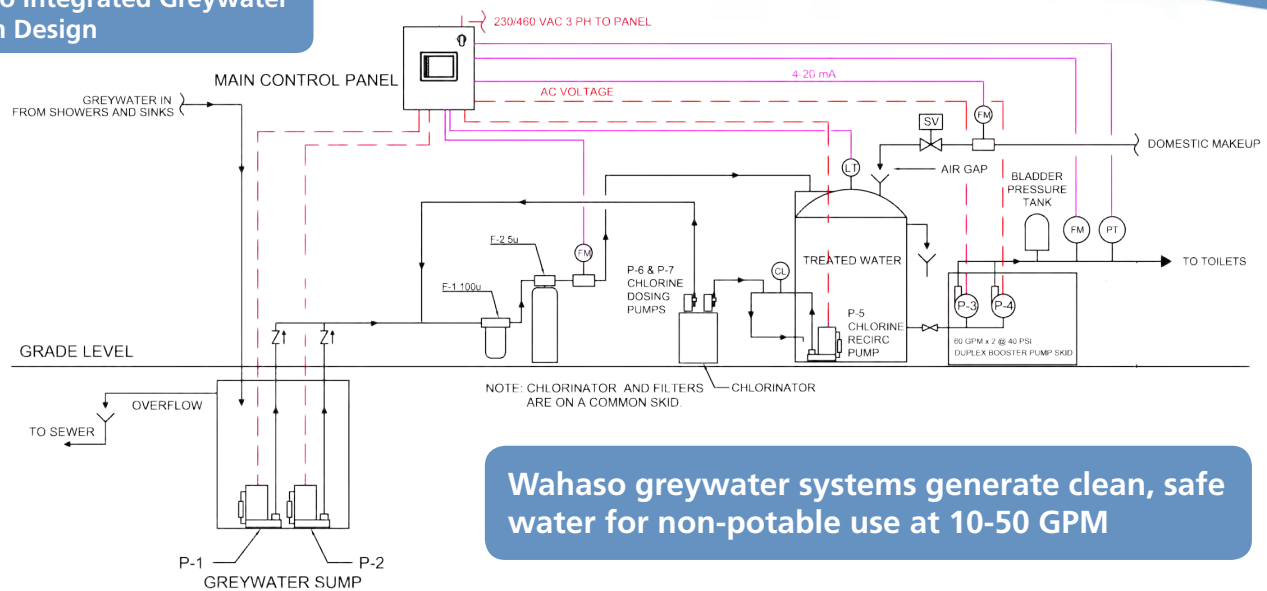 Integrated Greywater
Design
230/460 VAC 3 PH TO PANEL
MAIN CONTROL PANEL
4-20 mA
AC VOLTAGE
GREYWATER IN
FROM SHOWERS AND SINKS
SV
FM
DOMESTIC MAKEUP
LT
AIR GAP
BLADDER
PRESSURE
TANK
F-2 5u
FM
FM
PT
TREATED WATER
TO TOILETS
P-6 & P-7
CHLORINE
DOSING
PUMPS
CL
F-1 100u
P-3
P-4
P-5
CHLORINE
RECIRC
PUMP
60 GPM x 2 @ 40 PSI
DUPLEX BOOSTER PUMP SKID
GRADE LEVEL
NOTE: CHLORINATOR AND FILTERS
ARE ON A COMMON SKID.
CHLORINATOR
OVERFLOW
TO SEWER
Wahaso greywater systems generate clean, safe
water for non-potable use at 10-50 GPM
P-1
P-2
GREYWATER SUMP